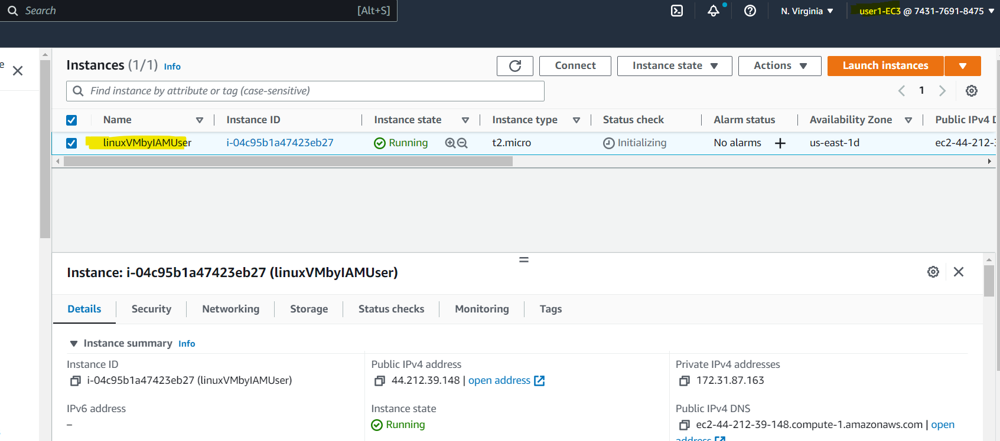 Search [Alt+S] N. Virginia user1-EC3 @ 7431-7691-8475
e
Instances (1/1) Info Connect Instance state Actions Launch instances
Find instance by attribute or tag (case-sensitive) 1
Name Instance ID Instance state Instance type Status check Alarm status Availability Zone Public IPv4 D
linuxVMbyIAMUser i-04c95b1a47423eb27 Running t2.micro Initializing No alarms + us-east-1d ec2-44-212-3
Instance: i-04c95b1a47423eb27 (linuxVMbyIAMUser)
Details Security Networking Storage Status checks Monitoring Tags
Instance summary Info
Instance ID Public IPv4 address Private IPv4 addresses
i-04c95b1a47423eb27 (linuxVMbyIAMUser) 44.212.39.148 | open address 172.31.87.163
IPv6 address Instance state Public IPv4 DNS
– Running ec2-44-212-39-148.compute-1.amazonaws.com | open
address